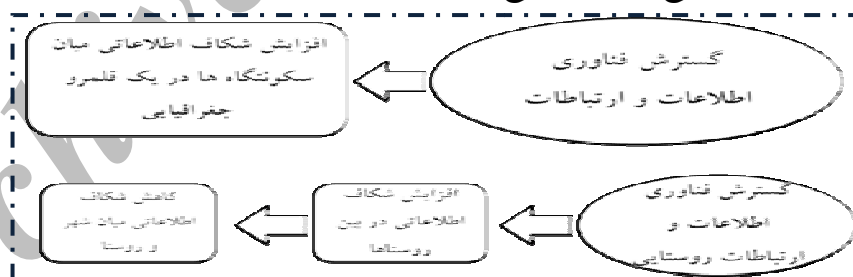 گسترش فناوری
اطلاعات و ارتباطات
افزایش شکاف اطلاعاتی میان
سکونتگاه ها در یک قلمرو
جغرافیایی
گسترش فناوری
اطلاعات و
ارتباطات روستایی
افزایش شکاف
اطلاعاتی در بین
روستاها
کاهش شکاف
اطلاعاتی میان شهر
و روستا